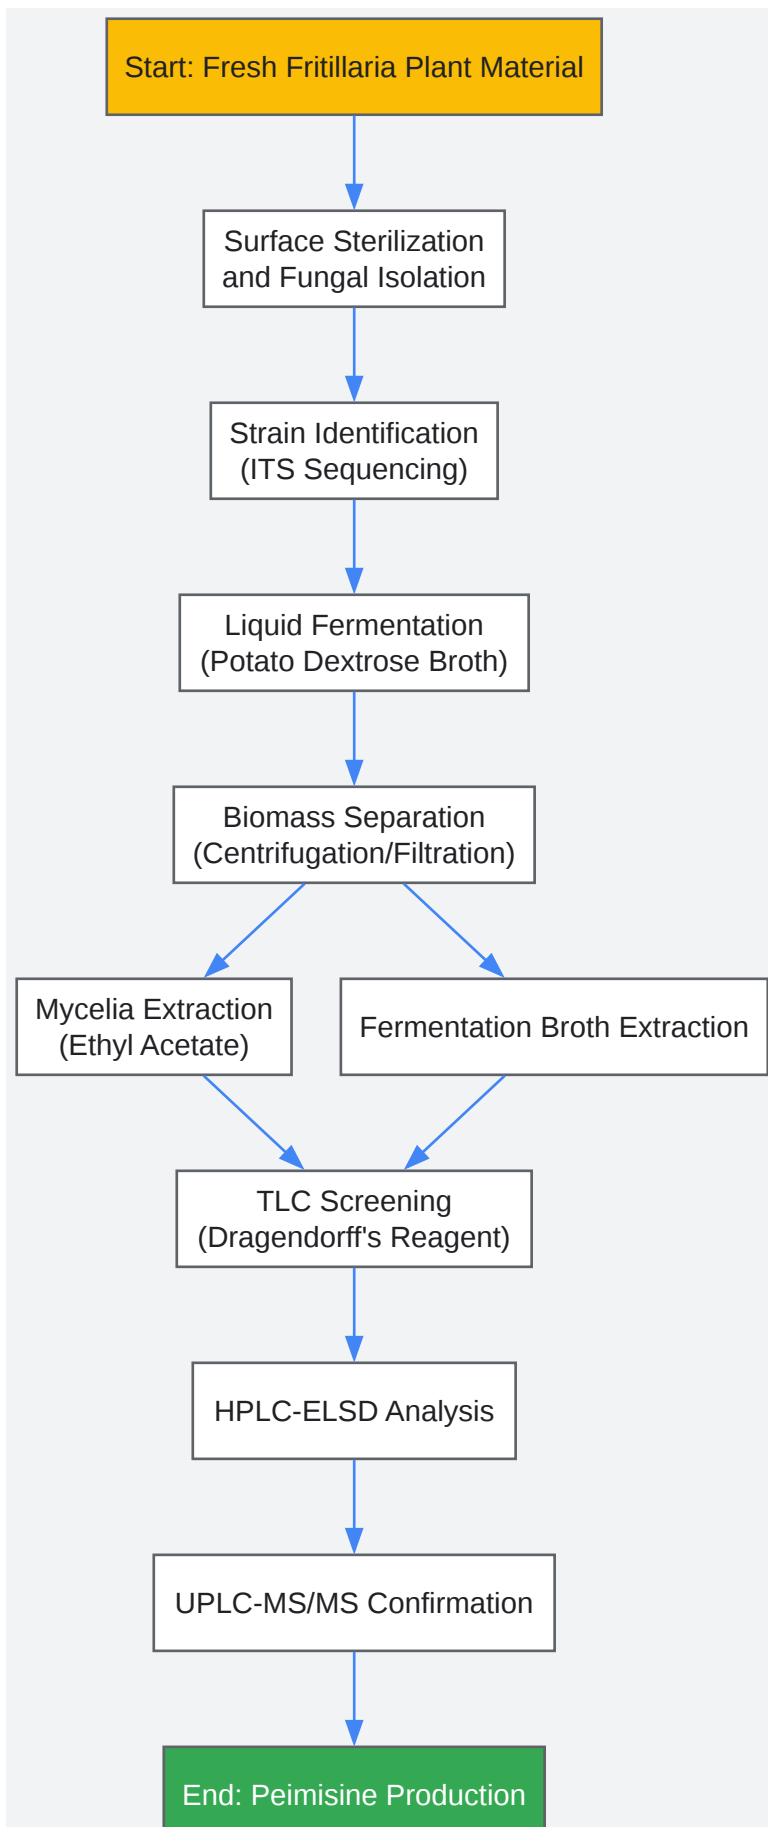 Start: Fresh Fritillaria Plant Material
Surface Sterilization
and Fungal Isolation
Strain Identification
(ITS Sequencing)
Liquid Fermentation
(Potato Dextrose Broth)
Biomass Separation
(Centrifugation/Filtration)
Mycelia Extraction
(Ethyl Acetate)
Fermentation Broth Extraction
TLC Screening
(Dragendorff's Reagent)
HPLC-ELSD Analysis
UPLC-MS/MS Confirmation
End: Peimisine Production